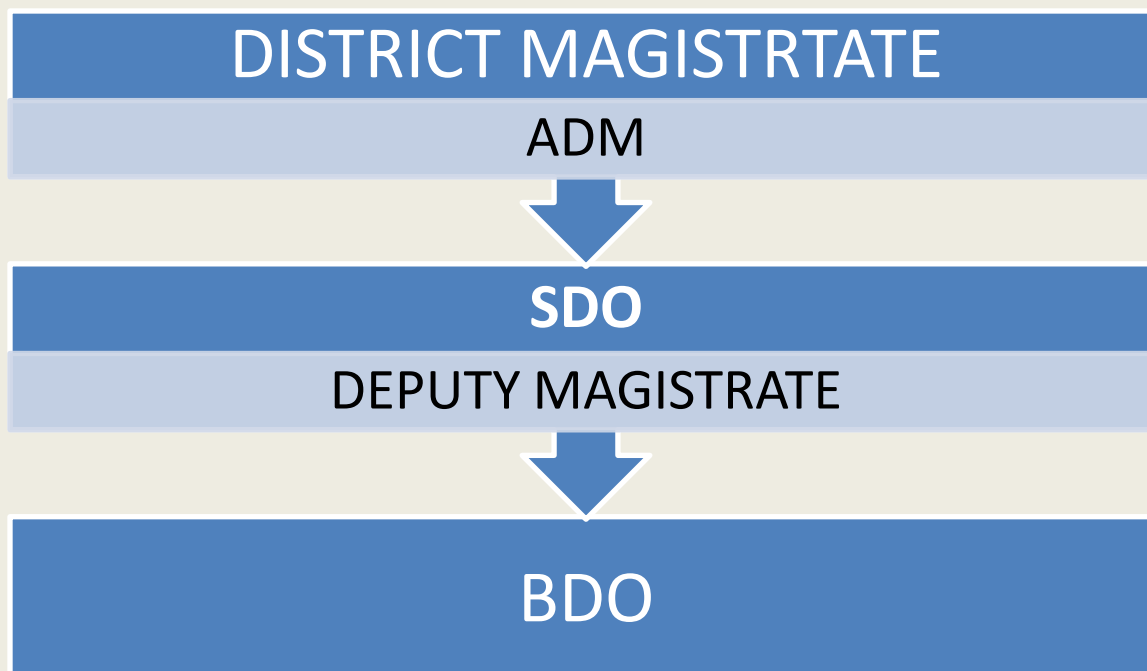 DISTRICT MAGISTRTATE
ADM
SDO
DEPUTY MAGISTRATE
BDO